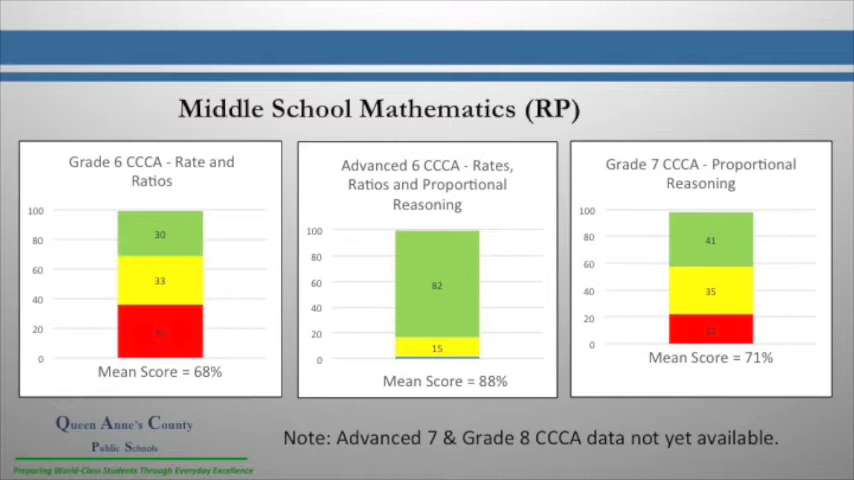 Middle School Mathematics (RP)
Grade 6 CCCA - Rate and
Ratios
100
80
60
40
20
0
30
33
Mean Score = 68%
Advanced 6 CCCA - Rates,
Ratios and Proportional
Reasoning
100
80
60
40
20
0
82
15
Mean Score = 88%
Grade 7 CCCA - Proportional
Reasoning
100
80
60
40
20
0
41
35
Mean Score = 71%
Queen Anne's County
Public Schools
Preparing World-Class Students Through Everyday Excellence
Note: Advanced 7 & Grade 8 CCCA data not yet available.